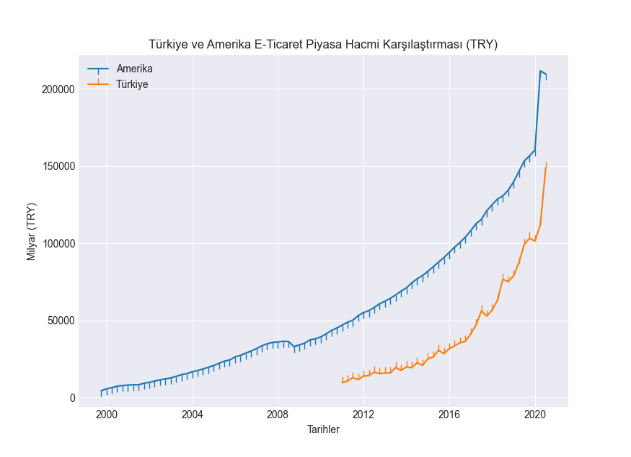 Türkiye ve Amerika E-Ticaret Piyasa Hacmi Karşılaştırması (TRY)
Amerika
Türkiye
200000
150000
100000
50000
0
Milyar (TRY)
2000
2004
2008
2012
2016
2020
Tarihler